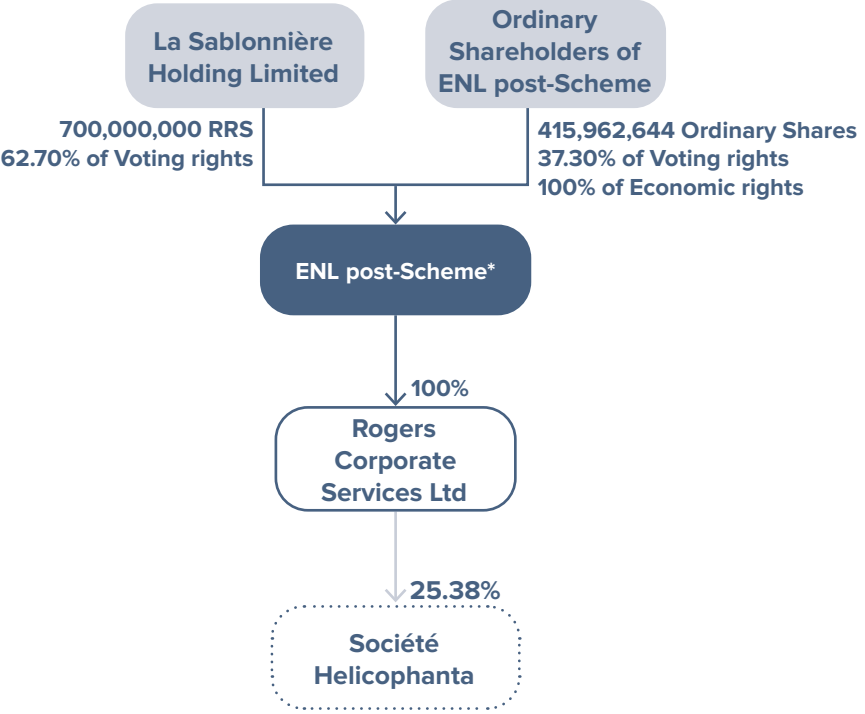 La Sablonnière
Holding Limited
Ordinary
Shareholders of
ENL post-Scheme
700,000,000 RRS
62.70% of Voting rights
415,962,644 Ordinary Shares
37.30% of Voting rights
100% of Economic rights
ENL post-Scheme*
100%
Rogers
Corporate
Services Ltd
25.38%
Société
Helicophanta